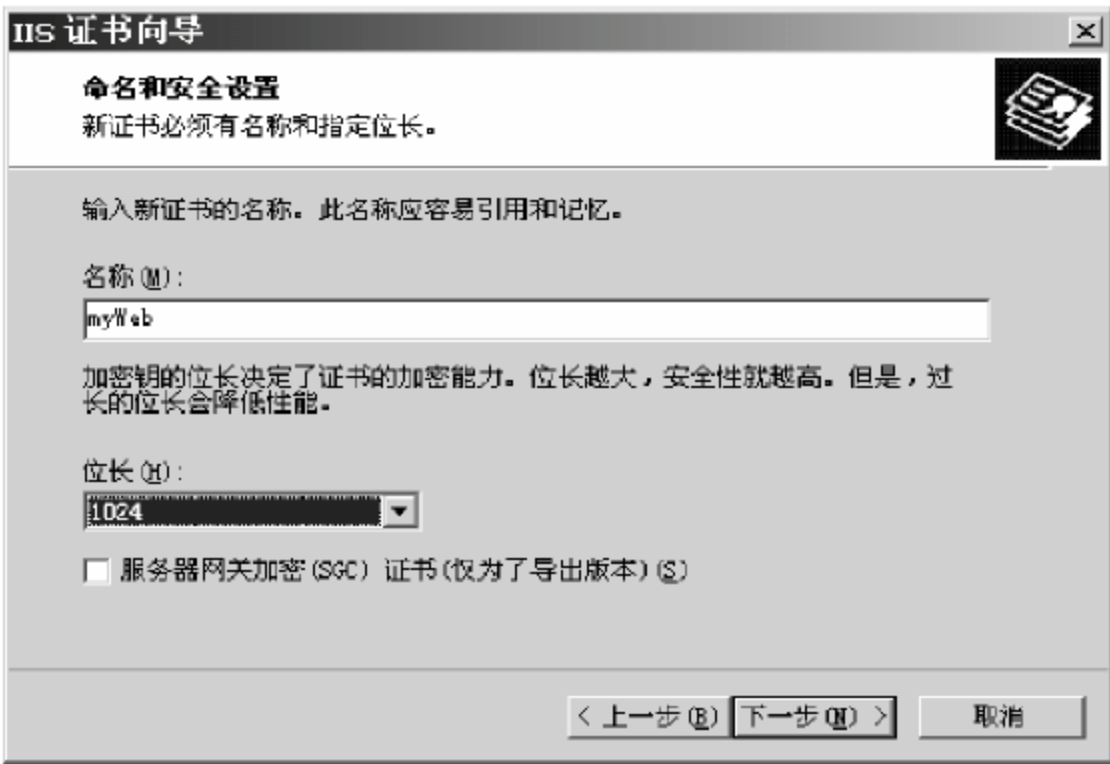 IIS 证书向导
命名和安全设置
新证书必须有名称和指定位长。
输入新证书的名称。此名称应容易引用和记忆。
名称(M):
myWeb
加密钥的位长决定了证书的加密能力。位长越大，安全性就越高。但是，过
长的位长会降低性能。
位长(H):
1024
服务器网关加密(SGC) 证书(仅为了导出版本)(S)
< 上一步(B) 下一步(N) > 取消